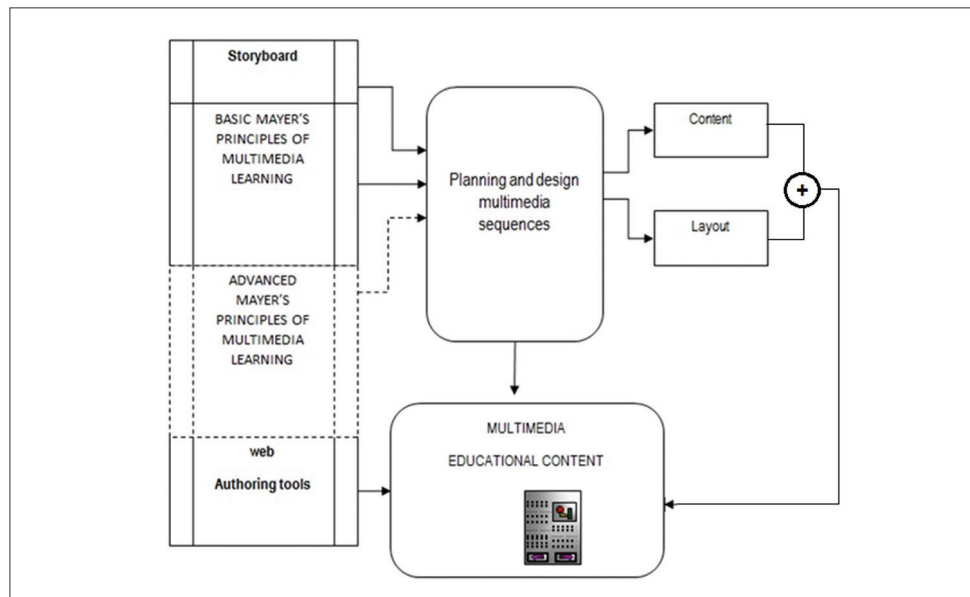 Storyboard
BASIC MAYER'S
PRINCIPLES OF
MULTIMEDIA
LEARNING
ADVANCED
MAYER'S
PRINCIPLES OF
MULTIMEDIA
LEARNING
web
Authoring tools
Planning and design
multimedia
sequences
Content
Layout
+
MULTIMEDIA
EDUCATIONAL CONTENT